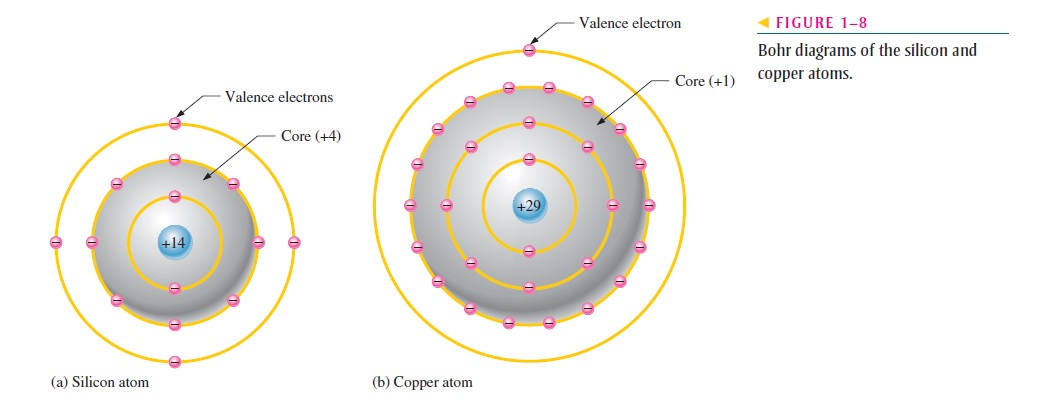 Valence electron
◄ FIGURE 1–8
Bohr diagrams of the silicon and
copper atoms.
Core (+1)
Valence electrons
Core (+4)
+14
+29
(a) Silicon atom
(b) Copper atom